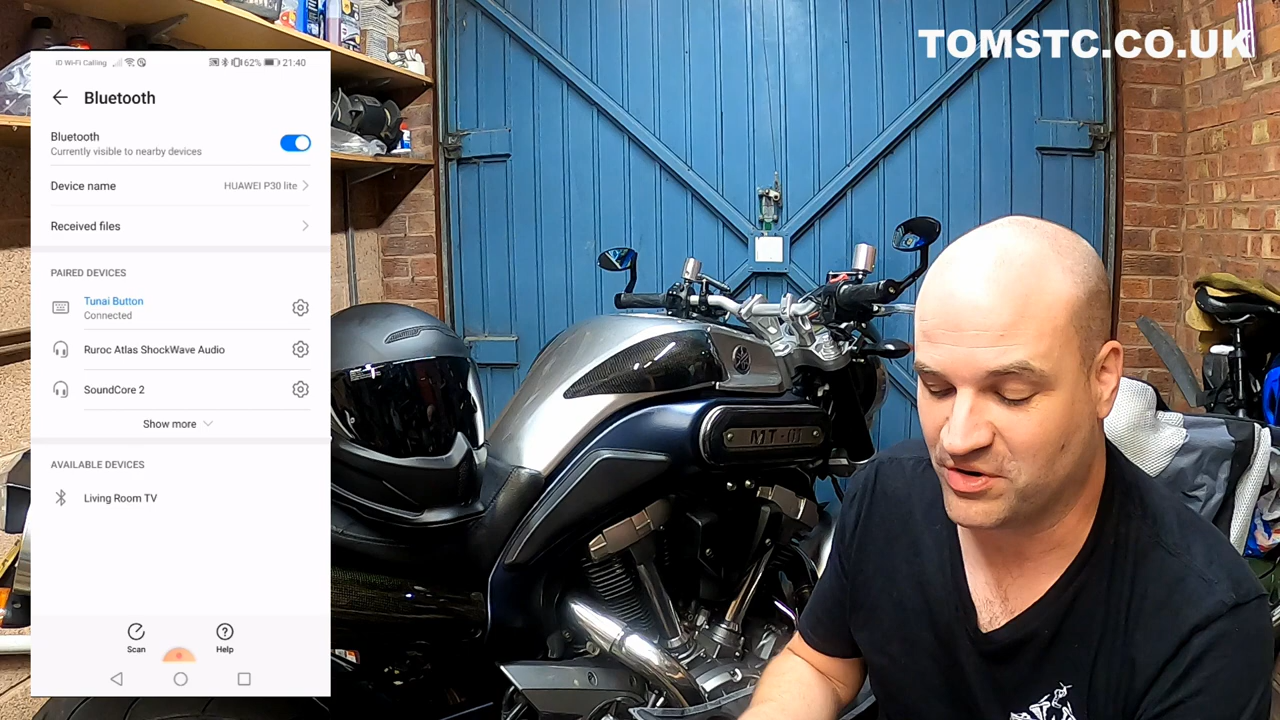 TOMSTC.CO.UK
iD Wi-Fi Calling 62% 21:40
Bluetooth
Bluetooth
Currently visible to nearby devices
Device name HUAWEI P30 lite
Received files
PAIRED DEVICES
Tunai Button
Connected
Ruroc Atlas ShockWave Audio
SoundCore 2
Show more
AVAILABLE DEVICES
Living Room TV
Scan Help
MT-01